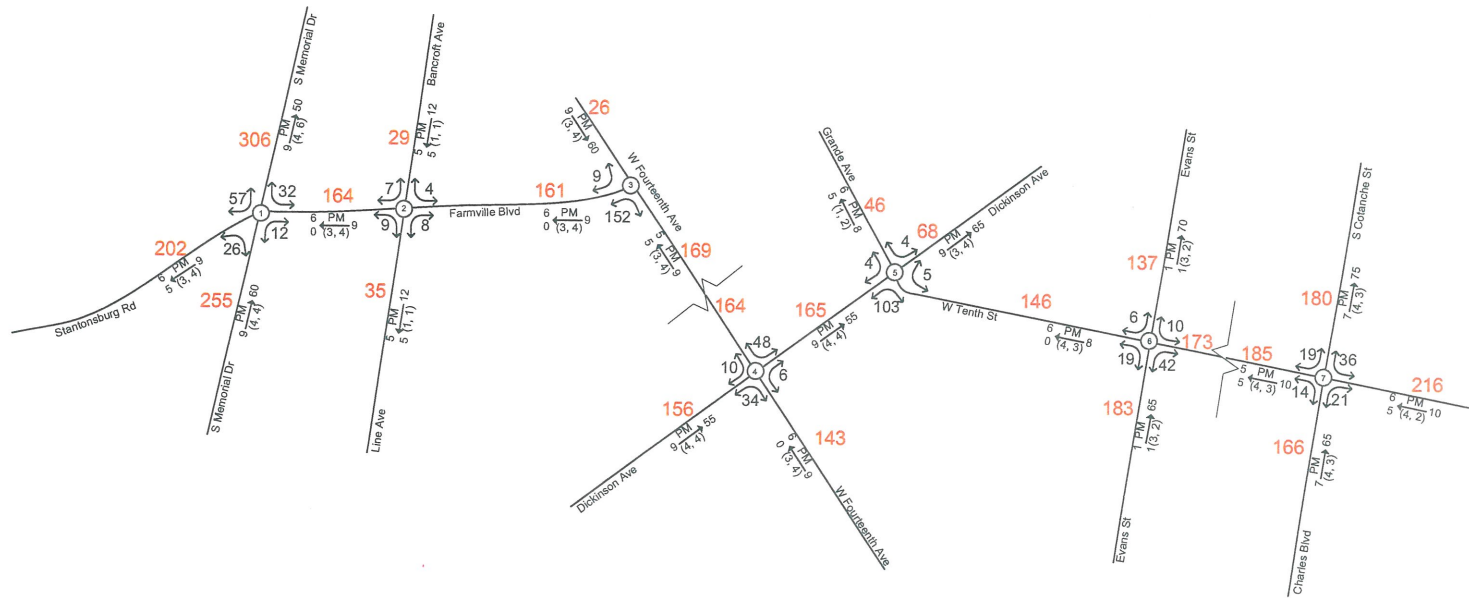 S Memorial Dr
306
9 PM 50
(4, 6)
57
32
1
26
12
202
6 PM 9
5 (3, 4)
Stantonsburg Rd
255
9 PM 60
(4, 4)
S Memorial Dr
164
6 PM 9
0 (3, 4)
Bancroft Ave
29
5 PM 12
5 (1, 1)
7
4
2
9
8
35
5 PM 12
5 (1, 1)
Line Ave
Farmville Blvd
161
6 PM 9
0 (3, 4)
26
9 PM 60
(3, 4)
9
3
152
W Fourteenth Ave
169
5 PM 9
5 (3, 4)
164
48
10
6
4
34
156
9 PM 55
(4, 4)
Dickinson Ave
143
6 PM 9
0 (3, 4)
W Fourteenth Ave
165
9 PM 55
(4, 4)
Grande Ave
46
6 PM 8
5 (1, 2)
4
4
5
5
103
68
9 PM 65
(3, 4)
Dickinson Ave
W Tenth St
146
6 PM 8
0 (4, 3)
Evans St
137
1 PM 70
1 (3, 2)
6
10
6
19
42
183
1 PM 65
1 (3, 2)
Evans St
173
185
5 PM 10
5 (4, 3)
S Cotanche St
180
7 PM 75
(4, 3)
19
36
7
14
21
166
7 PM 65
(4, 3)
Charles Blvd
216
6 PM 10
5 (4, 2)